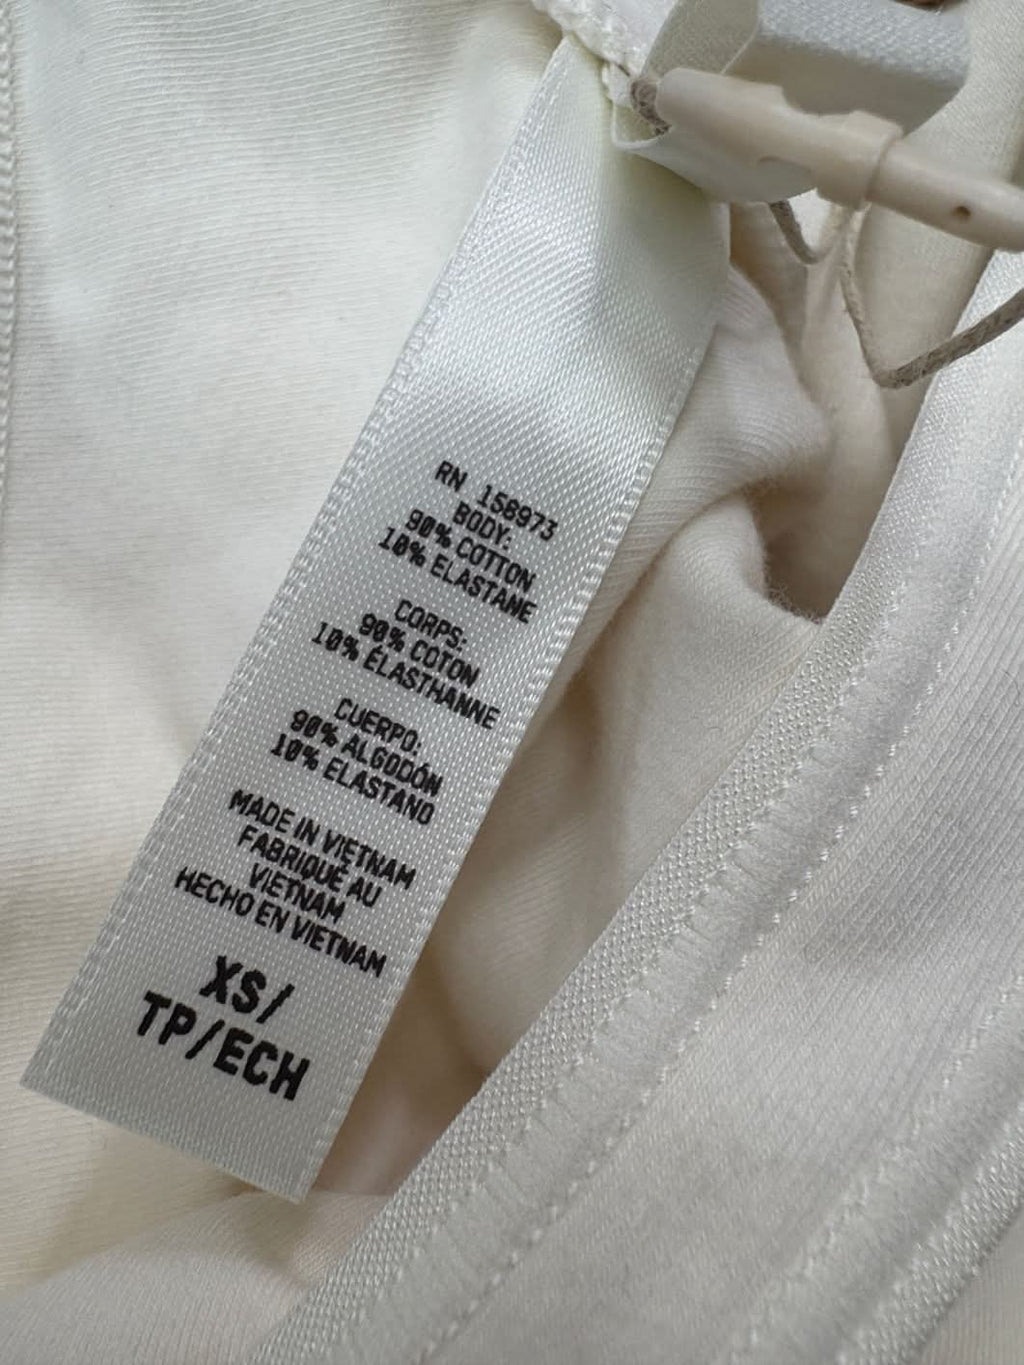 RN 158973
BODY:
90% COTTON
10% ELASTANE
CORPS:
90% COTON
10% ÉLASTHANNE
CUERPO:
90% ALGODÓN
10% ELASTANO
MADE IN VIETNAM
FABRIQUÉ AU
VIETNAM
HECHO EN VIETNAM
XS/
TP/ECH